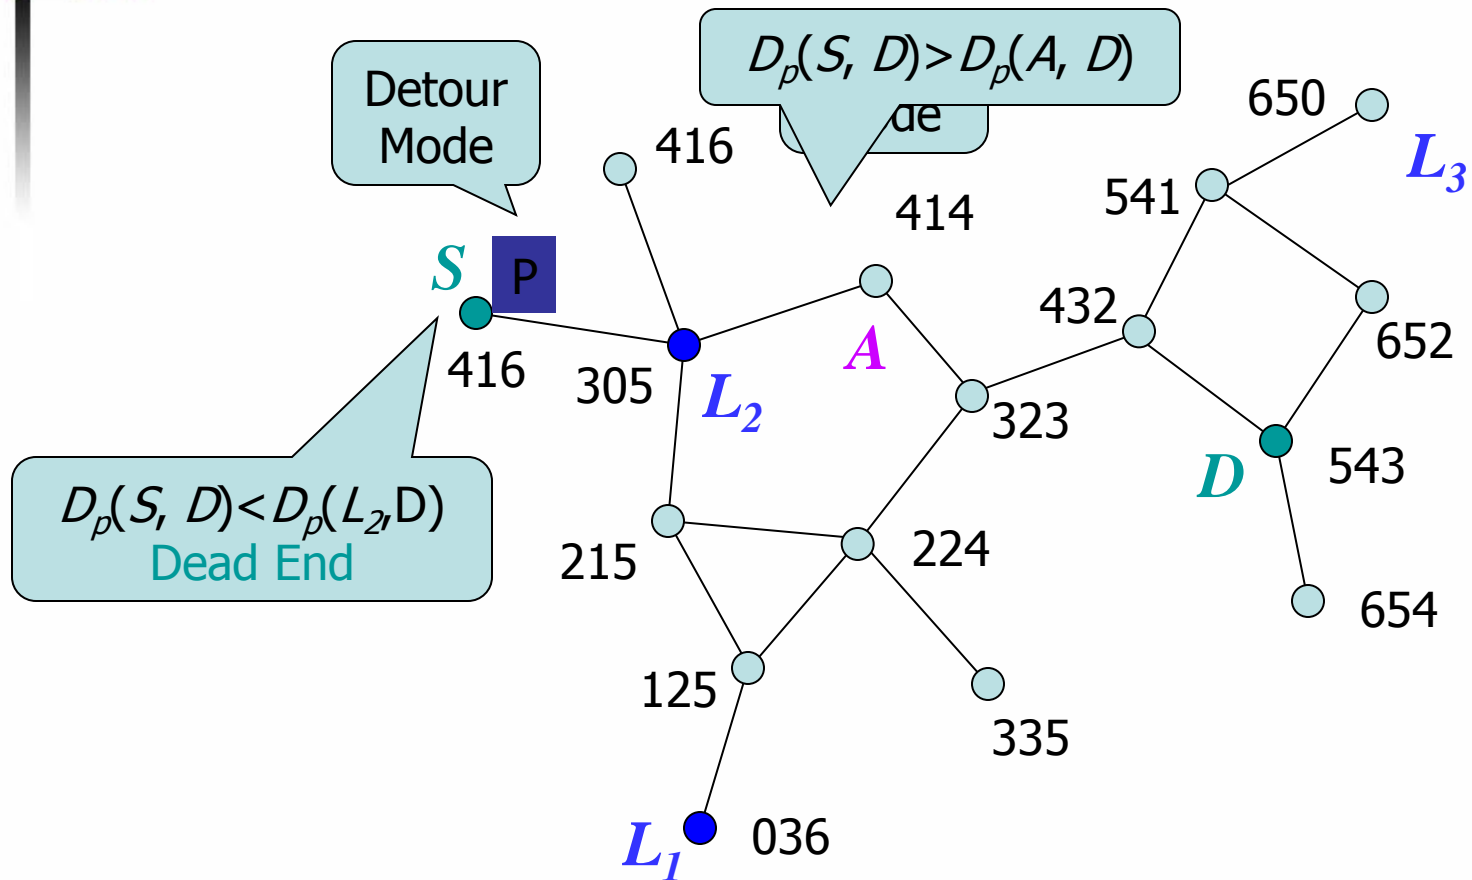 Detour
Mode
Dp(S, D)>Dp(A, D)
de
416
414
650
L3
541
S
P
416
305
L2
A
432
652
323
D
543
Dp(S, D)<Dp(L2,D)
Dead End
215
224
654
125
335
L1
036